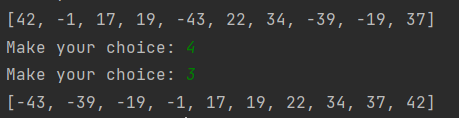 [42, -1, 17, 19, -43, 22, 34, -39, -19, 37]
Make your choice: 4
Make your choice: 3
[-43, -39, -19, -1, 17, 19, 22, 34, 37, 42]